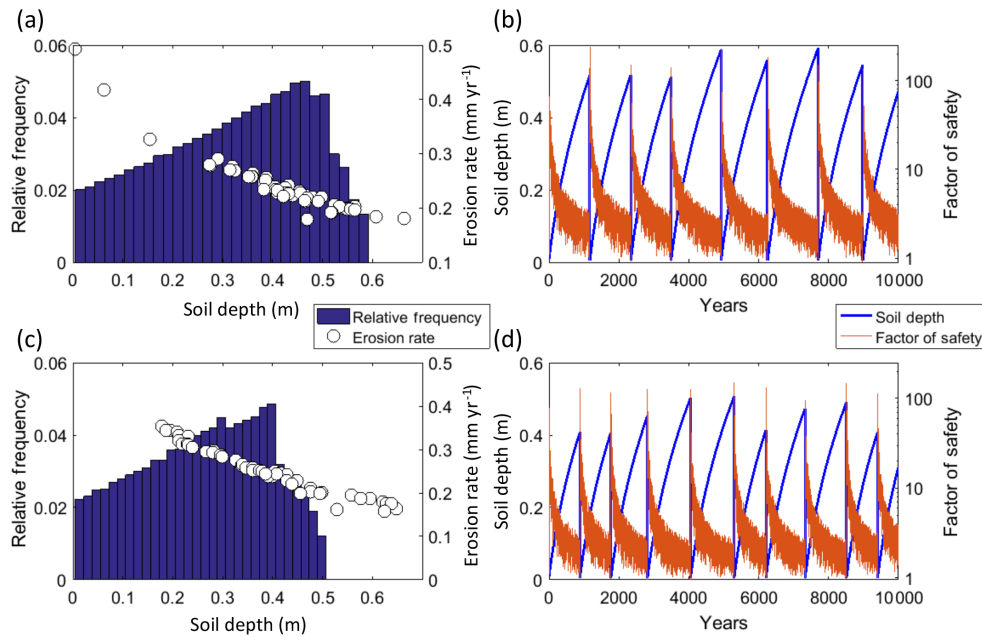 (a)
0.06
0.04
0.02
0
Relative frequency
0.5
0.4
0.3
0.2
0.1
Erosion rate (mm yr-1)
0 0.1 0.2 0.3 0.4 0.5 0.6
Soil depth (m)
(b)
0.6
0.4
0.2
0
Soil depth (m)
100
10
1
Factor of safety
0 2000 4000 6000 8000 10000
Years
Relative frequency
Erosion rate
Soil depth
Factor of safety
(c)
0.06
0.04
0.02
0
Relative frequency
0.5
0.4
0.3
0.2
0.1
0
Erosion rate (mm yr-1)
0 0.1 0.2 0.3 0.4 0.5 0.6
Soil depth (m)
(d)
0.6
0.4
0.2
0
Soil depth (m)
100
10
1
Factor of safety
0 2000 4000 6000 8000 10000
Years